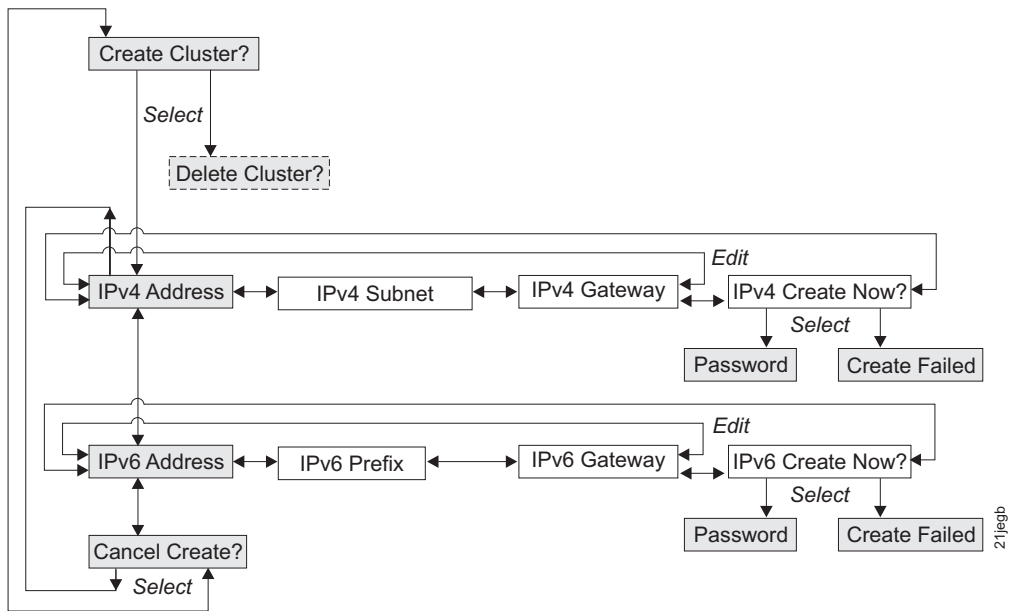 Create Cluster?
Select
Delete Cluster?
Edit
IPv4 Address
IPv4 Subnet
IPv4 Gateway
IPv4 Create Now?
Select
Password
Create Failed
Edit
IPv6 Address
IPv6 Prefix
IPv6 Gateway
IPv6 Create Now?
Select
Password
Create Failed
Cancel Create?
Select
21jegb